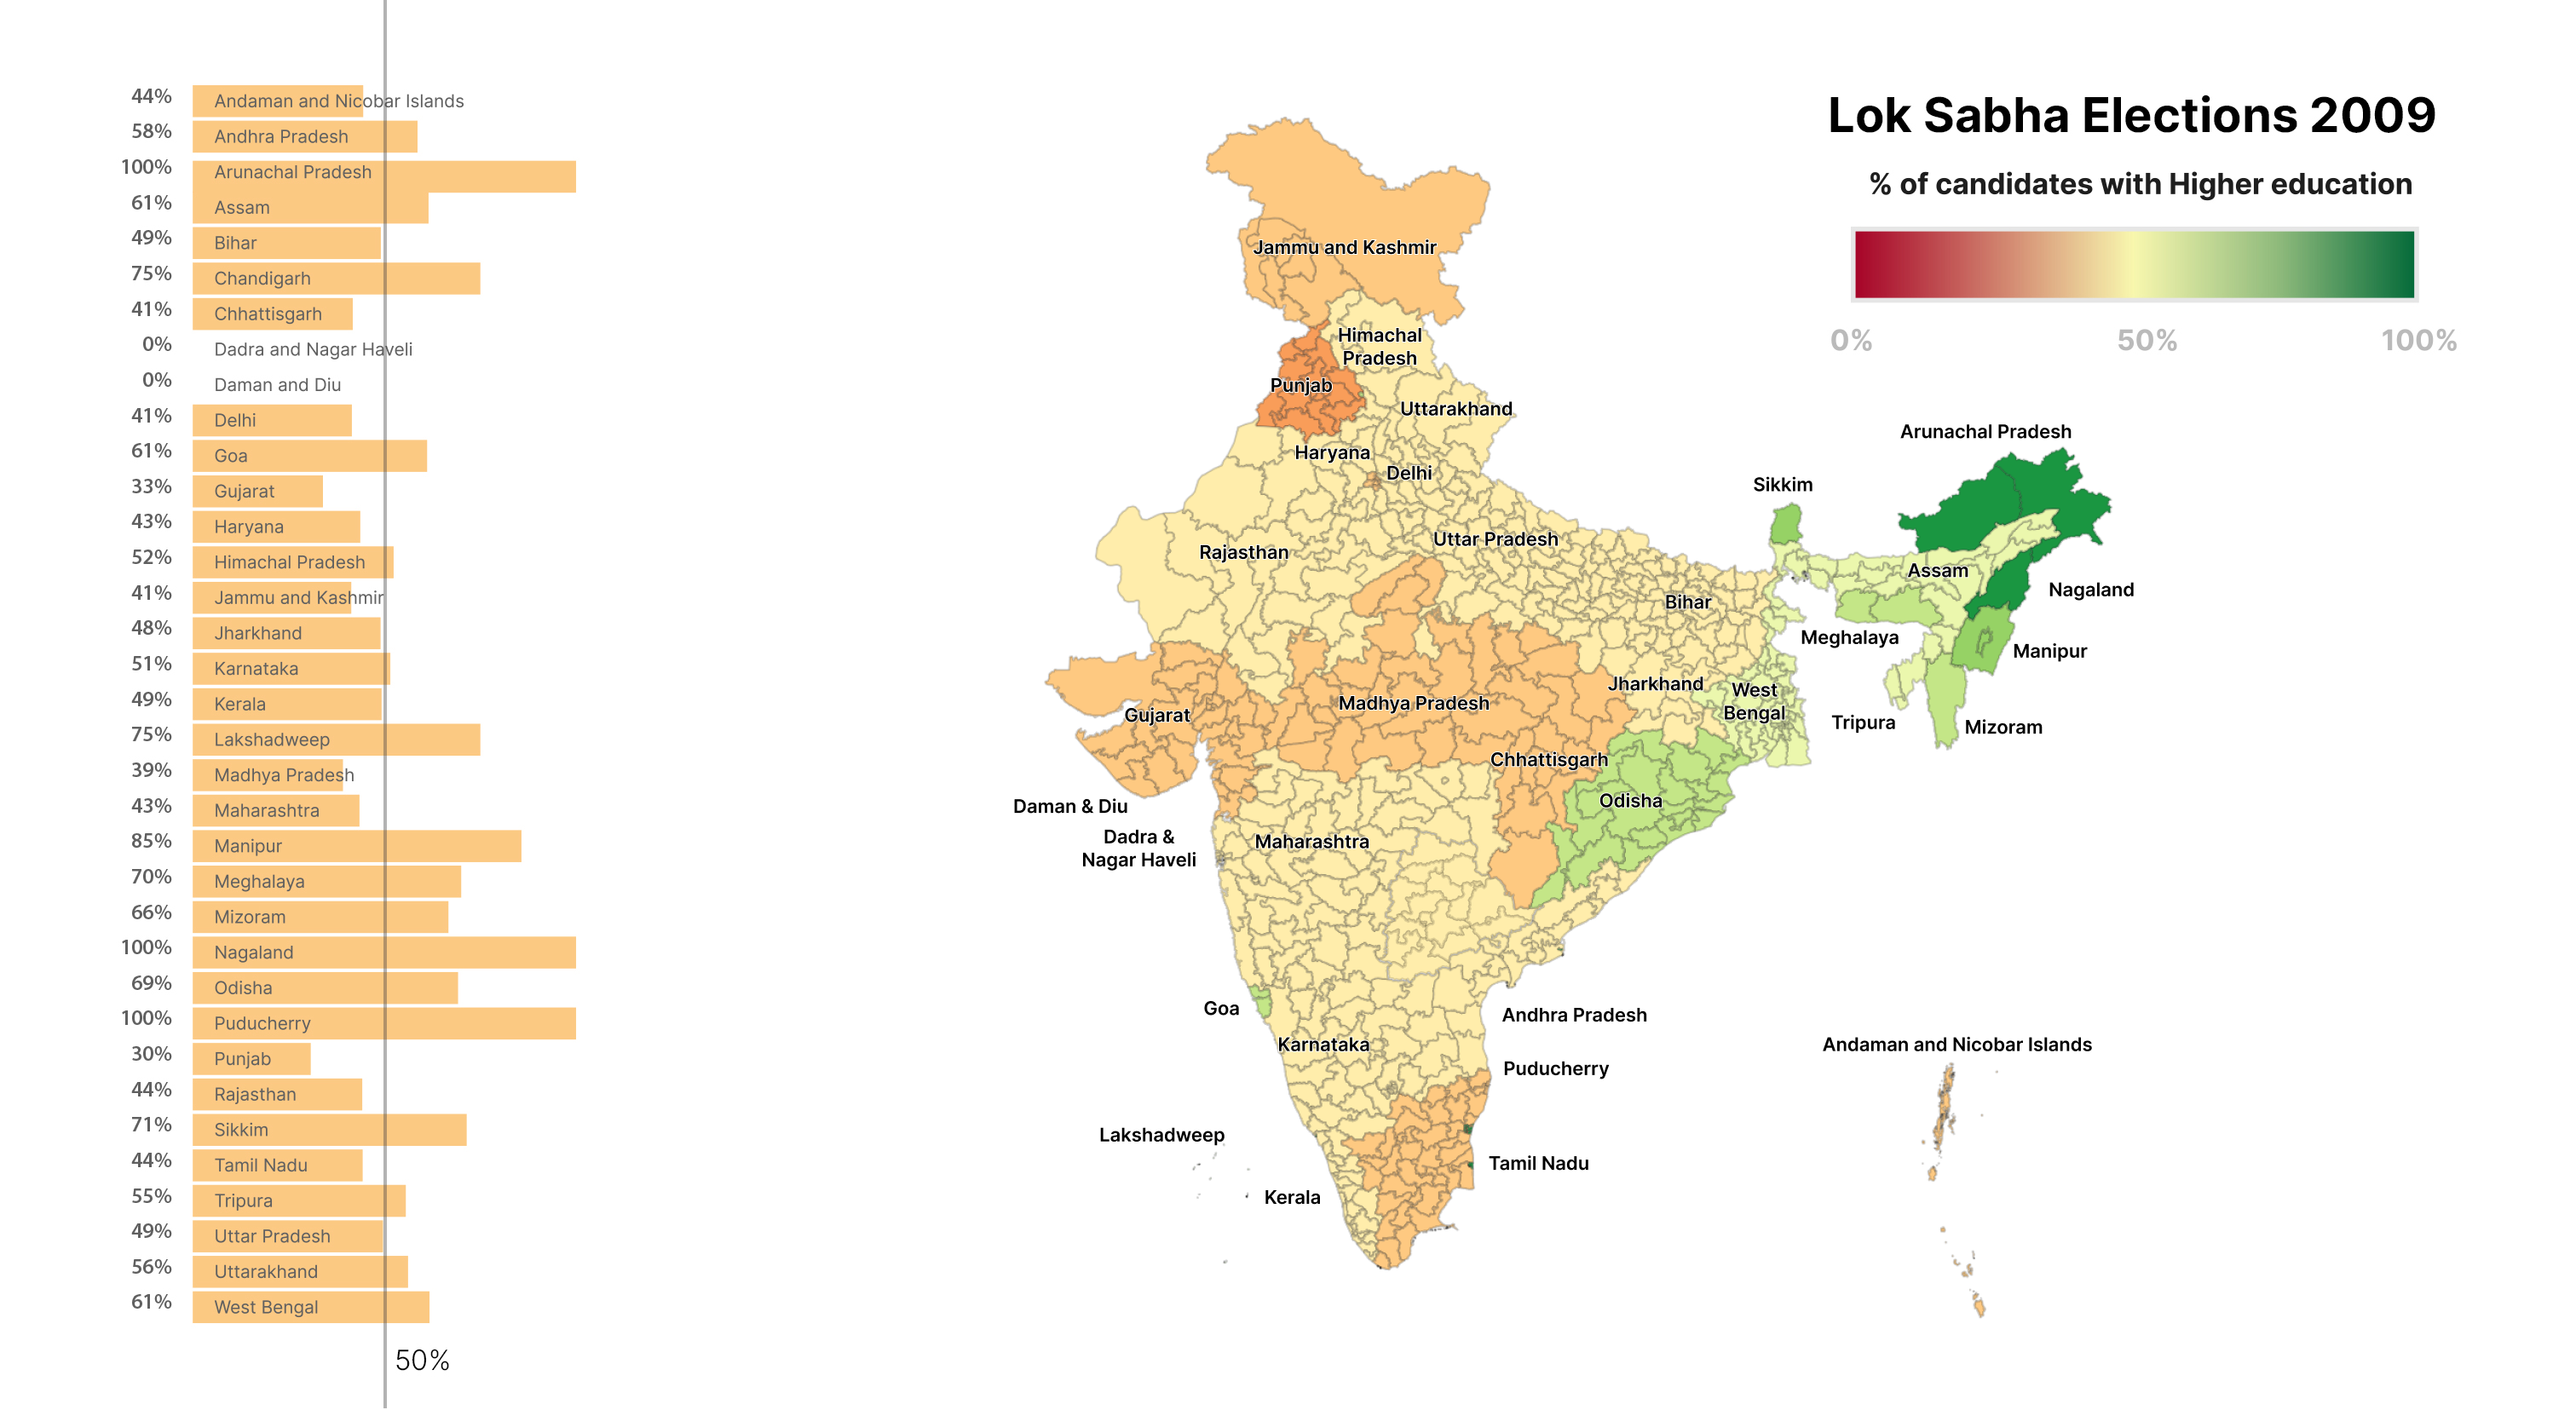 44% Andaman and Nicobar Islands
58% Andhra Pradesh
100% Arunachal Pradesh
61% Assam
49% Bihar
75% Chandigarh
41% Chhattisgarh
0% Dadra and Nagar Haveli
0% Daman and Diu
41% Delhi
61% Goa
33% Gujarat
43% Haryana
52% Himachal Pradesh
41% Jammu and Kashmir
48% Jharkhand
51% Karnataka
49% Kerala
75% Lakshadweep
39% Madhya Pradesh
43% Maharashtra
85% Manipur
70% Meghalaya
66% Mizoram
100% Nagaland
69% Odisha
100% Puducherry
30% Punjab
44% Rajasthan
71% Sikkim
44% Tamil Nadu
55% Tripura
49% Uttar Pradesh
56% Uttarakhand
61% West Bengal
50%
Lok Sabha Elections 2009
% of candidates with Higher education
0% 50% 100%
Jammu and Kashmir
Himachal
Pradesh
Punjab
Uttarakhand
Haryana
Delhi
Arunachal Pradesh
Sikkim
Rajasthan
Uttar Pradesh
Assam
Nagaland
Bihar
Meghalaya
Manipur
Jharkhand
West
Bengal
Madhya Pradesh
Gujarat
Tripura
Mizoram
Chhattisgarh
Odisha
Daman & Diu
Dadra &
Nagar Haveli
Maharashtra
Goa
Andhra Pradesh
Karnataka
Puducherry
Andaman and Nicobar Islands
Lakshadweep
Tamil Nadu
Kerala